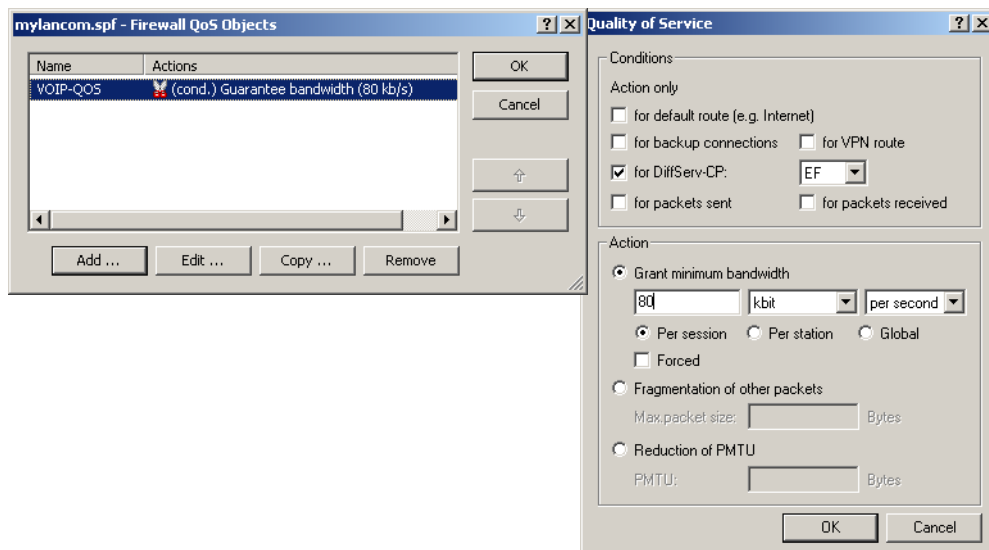 mylancom.spf - Firewall QoS Objects
Name Actions
VOIP-QOS (cond.) Guarantee bandwidth (80 kb/s)
OK
Cancel
Add ... Edit ... Copy ... Remove
Quality of Service
Conditions
Action only
for default route (e.g. Internet)
for backup connections for VPN route
for DiffServ-CP: EF
for packets sent for packets received
Action
Grant minimum bandwidth
80 kbit per second
Per session Per station Global
Forced
Fragmentation of other packets
Max.packet size: Bytes
Reduction of PMTU
PMTU: Bytes
OK Cancel